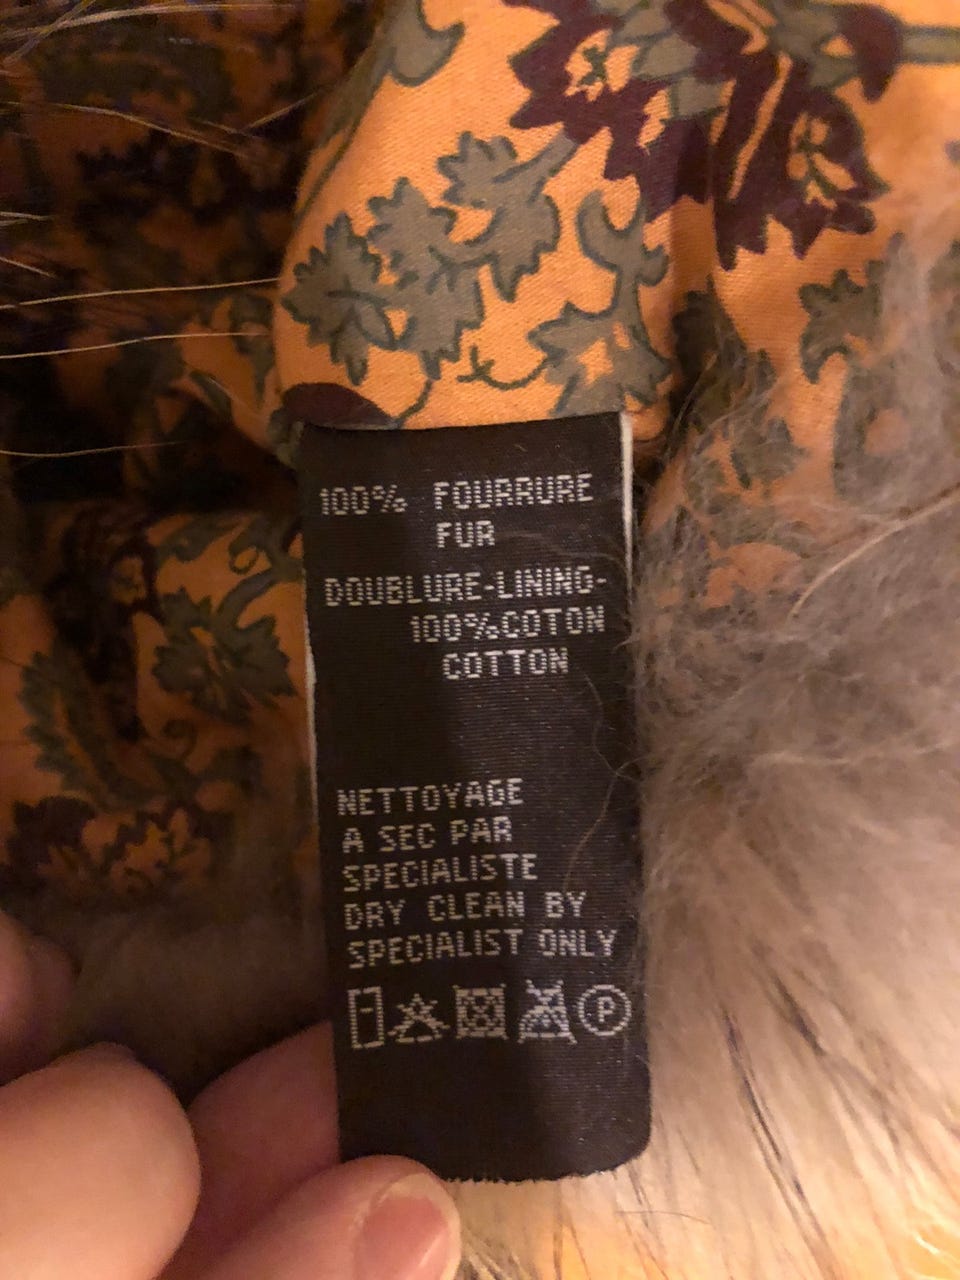 100% FOURRURE
FUR
DOUBLURE-LINING-
100%COTON
COTTON
NETTOYAGE
A SEC PAR
SPECIALISTE
DRY CLEAN BY
SPECIALIST ONLY
P